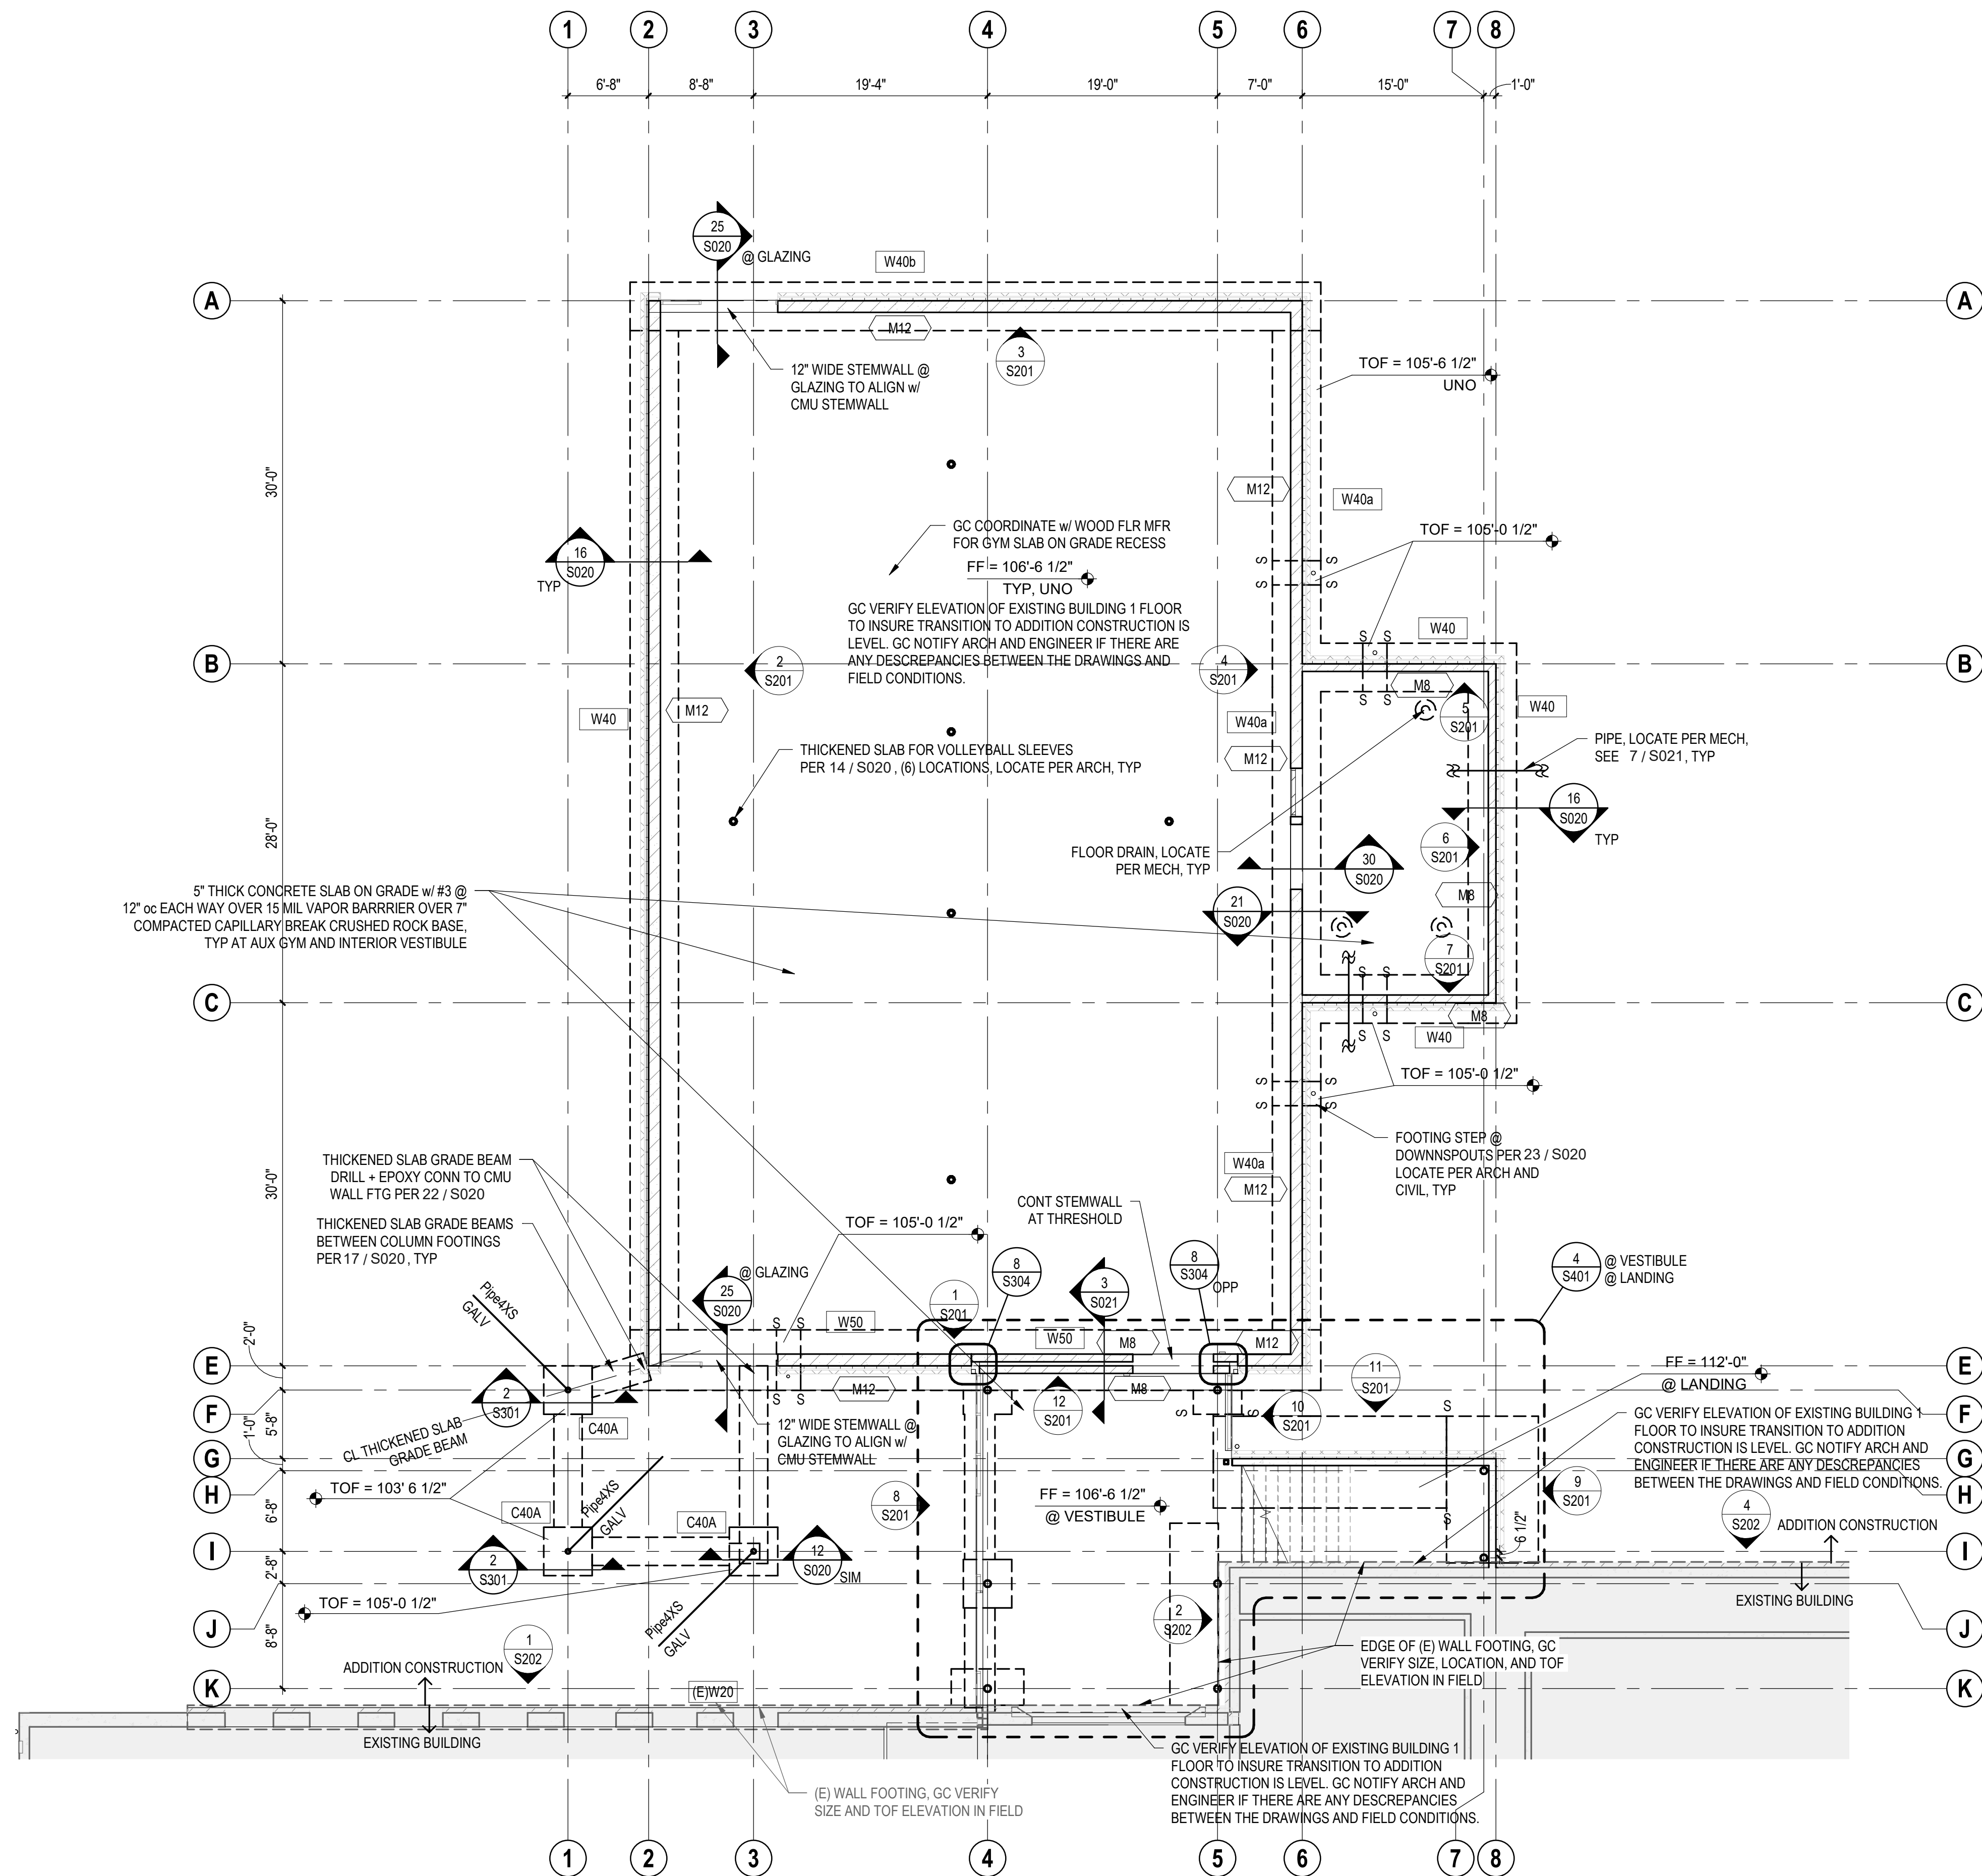 1 2 3 4 5 6 7 8
6'-8" 8'-8" 19'-4" 19'-0" 7'-0" 15'-0" 1'-0"
25
S020
@ GLAZING
W40b
A
A
M12
3
S201
12" WIDE STEMWALL @
GLAZING TO ALIGN w/
CMU STEMWALL
TOF = 105'-6 1/2"
UNO
30'-0"
M12
W40a
16
S020
TYP
GC COORDINATE w/ WOOD FLR MFR
FOR GYM SLAB ON GRADE RECESS
FF = 106'-6 1/2"
TYP, UNO
GC VERIFY ELEVATION OF EXISTING BUILDING 1 FLOOR
TO INSURE TRANSITION TO ADDITION CONSTRUCTION IS
LEVEL. GC NOTIFY ARCH AND ENGINEER IF THERE ARE
ANY DESCREPANCIES BETWEEN THE DRAWINGS AND
FIELD CONDITIONS.
TOF = 105'-0 1/2"
S S
S S
S S
S S
W40
B
B
2
S201
4
S201
W40
M12
M8
5
S201
W40
W40a
M12
THICKENED SLAB FOR VOLLEYBALL SLEEVES
PER 14 / S020 , (6) LOCATIONS, LOCATE PER ARCH, TYP
PIPE, LOCATE PER MECH,
SEE 7 / S021, TYP
16
S020
TYP
28'-0"
FLOOR DRAIN, LOCATE
PER MECH, TYP
30
S020
6
S201
M8
21
S020
7
S201
5" THICK CONCRETE SLAB ON GRADE w/ #3 @
12" oc EACH WAY OVER 15 MIL VAPOR BARRRIER OVER 7"
COMPACTED CAPILLARY BREAK CRUSHED ROCK BASE,
TYP AT AUX GYM AND INTERIOR VESTIBULE
C
C
S S
S S
M8
W40
TOF = 105'-0 1/2"
S S
S S
30'-0"
FOOTING STEP @
DOWNNSPOUTS PER 23 / S020
LOCATE PER ARCH AND
CIVIL, TYP
W40a
M12
THICKENED SLAB GRADE BEAM
DRILL + EPOXY CONN TO CMU
WALL FTG PER 22 / S020
THICKENED SLAB GRADE BEAMS
BETWEEN COLUMN FOOTINGS
PER 17 / S020 , TYP
CONT STEMWALL
AT THRESHOLD
TOF = 105'-0 1/2"
@ GLAZING
25
S020
1
S201
8
S304
3
S021
8
S304
OPP
4
S401
@ VESTIBULE
@ LANDING
Pipe4XS
GALV
2'-0"
S S
W50
W50
M8
M12
E
E
M12
M8
S S
12
S201
11
S201
FF = 112'-0"
@ LANDING
2
S301
C40A
F
F
5'-8"
S S
10
S201
S
GC VERIFY ELEVATION OF EXISTING BUILDING 1
FLOOR TO INSURE TRANSITION TO ADDITION
CONSTRUCTION IS LEVEL. GC NOTIFY ARCH AND
ENGINEER IF THERE ARE ANY DESCREPANCIES
BETWEEN THE DRAWINGS AND FIELD CONDITIONS.
12" WIDE STEMWALL @
GLAZING TO ALIGN w/
CMU STEMWALL
CL THICKENED SLAB
GRADE BEAM
1'-0"
G
G
H
H
TOF = 103' 6 1/2"
6'-8"
C40A
Pipe4XS
GALV
C40A
8
S201
FF = 106'-6 1/2"
@ VESTIBULE
S
9
S201
4
S202
6 1/2"
ADDITION CONSTRUCTION
EXISTING BUILDING
I
I
2
S301
12
S020
SIM
2'-8"
TOF = 105'-0 1/2"
Pipe4XS
GALV
2
S202
J
J
8'-8"
1
S202
EDGE OF (E) WALL FOOTING, GC
VERIFY SIZE, LOCATION, AND TOF
ELEVATION IN FIELD
ADDITION CONSTRUCTION
EXISTING BUILDING
K
K
(E)W20
(E) WALL FOOTING, GC VERIFY
SIZE AND TOF ELEVATION IN FIELD
GC VERIFY ELEVATION OF EXISTING BUILDING 1
FLOOR TO INSURE TRANSITION TO ADDITION
CONSTRUCTION IS LEVEL. GC NOTIFY ARCH AND
ENGINEER IF THERE ARE ANY DESCREPANCIES
BETWEEN THE DRAWINGS AND FIELD CONDITIONS.
1 2 3 4 5 6 7 8